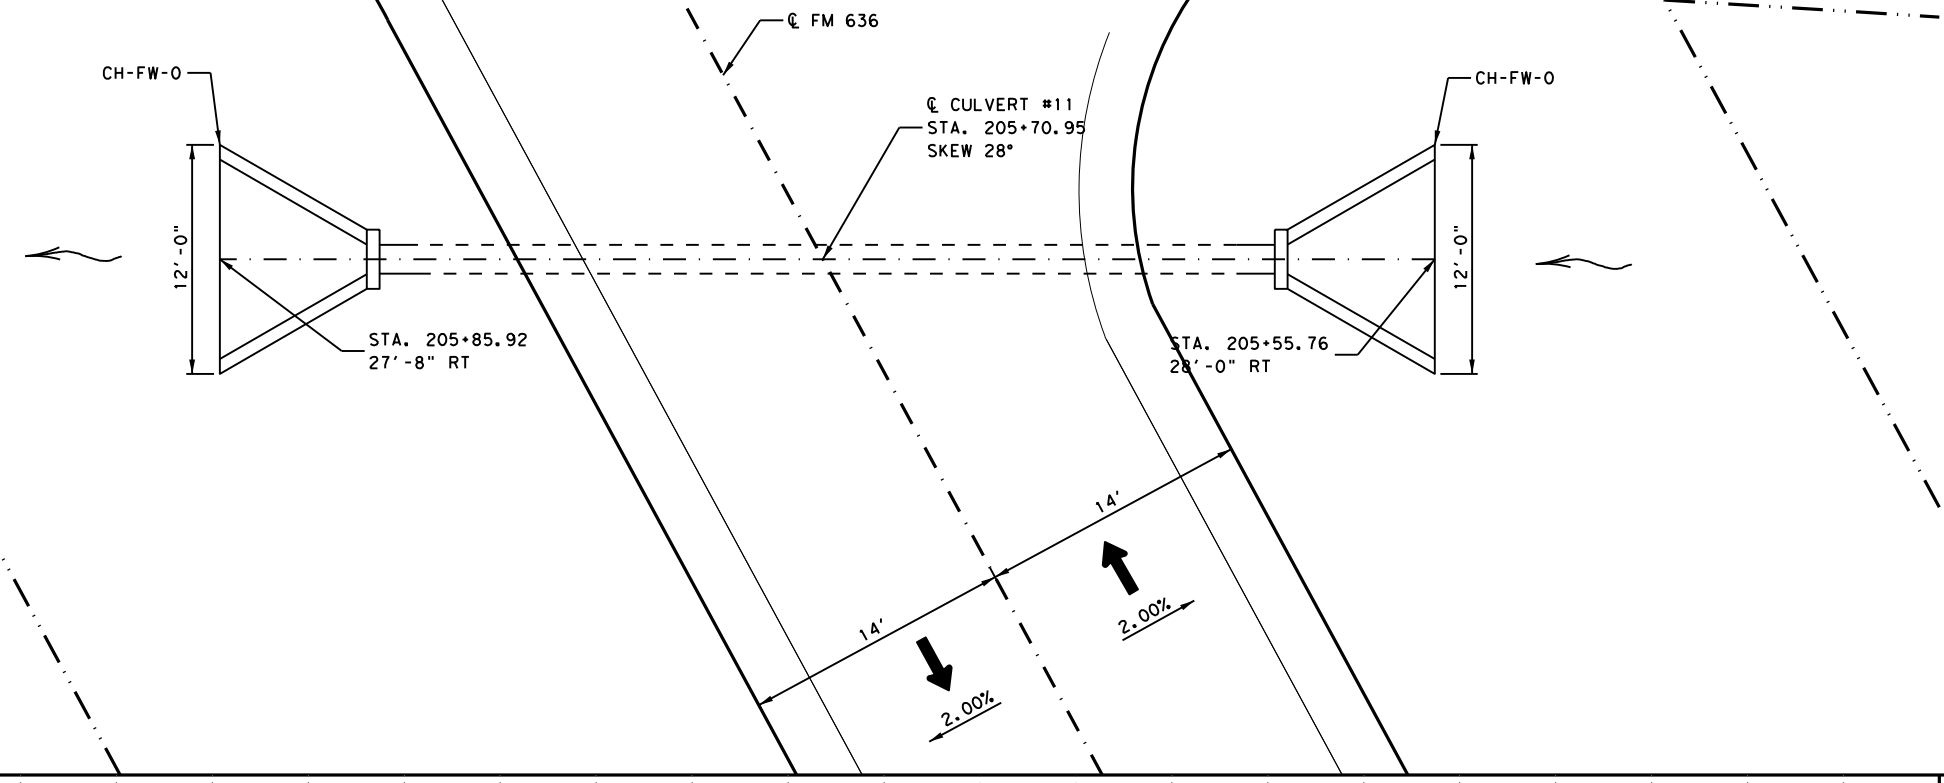 ℄ FM 636
CH-FW-0
CH-FW-0
℄ CULVERT #11
STA. 205+70.95
SKEW 28°
12'-0"
12'-0"
STA. 205+85.92
27'-8" RT
STA. 205+55.76
28'-0" RT
14'
14'
2.00%
2.00%